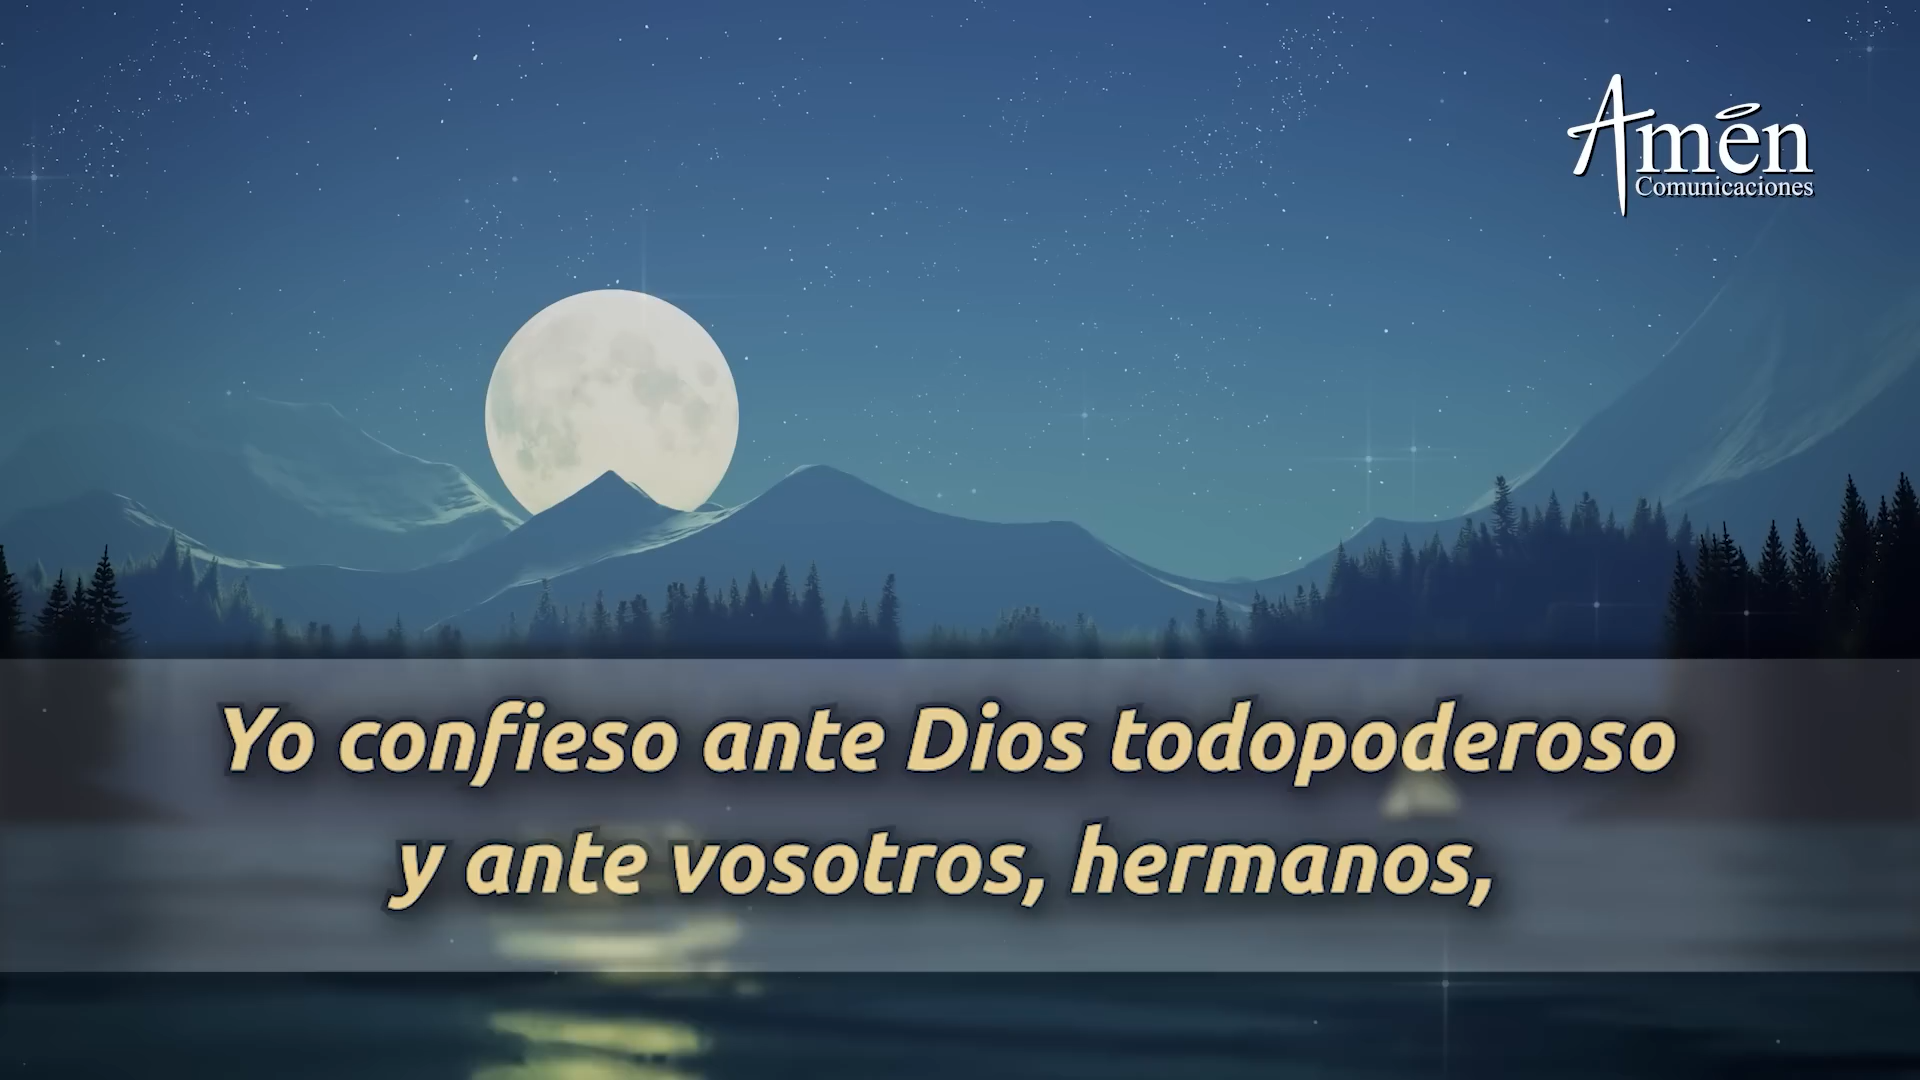 Amén
Comunicaciones
Yo confieso ante Dios todopoderoso
y ante vosotros, hermanos,